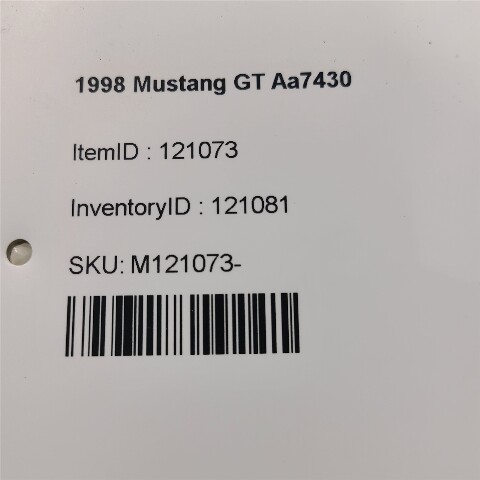 1998 Mustang GT Aa7430
ItemID : 121073
InventoryID : 121081
SKU: M121073-